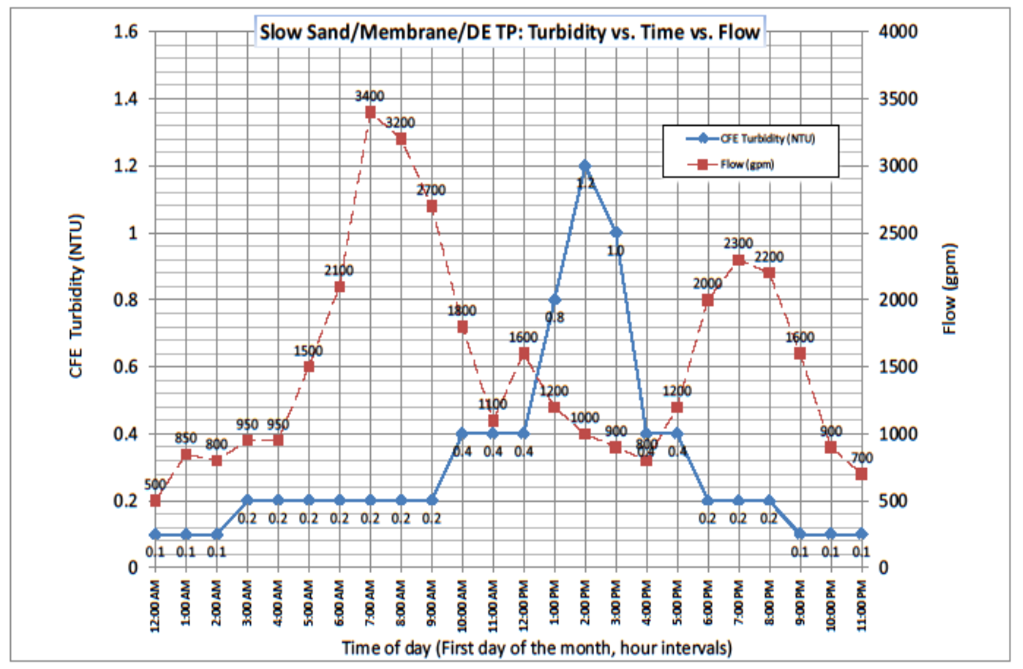 Slow Sand/Membrane/DE TP: Turbidity vs. Time vs. Flow
CFE Turbidity (NTU)
Flow (gpm)
CFE Turbidity (NTU)
1.6
1.4
1.2
1
0.8
0.6
0.4
0.2
0
Flow (gpm)
4000
3500
3000
2500
2000
1500
1000
500
0
500
850
800
950
950
1500
2100
3400
3200
2700
1800
1100
1600
1200
1000
900
800
1200
2000
2300
2200
1600
900
700
0.1
0.1
0.1
0.2
0.2
0.2
0.2
0.2
0.2
0.2
0.4
0.4
0.4
0.8
1.2
1.0
0.4
0.4
0.2
0.2
0.2
0.1
0.1
0.1
12:00 AM
1:00 AM
2:00 AM
3:00 AM
4:00 AM
5:00 AM
6:00 AM
7:00 AM
8:00 AM
9:00 AM
10:00 AM
11:00 AM
12:00 PM
1:00 PM
2:00 PM
3:00 PM
4:00 PM
5:00 PM
6:00 PM
7:00 PM
8:00 PM
9:00 PM
10:00 PM
11:00 PM
Time of day (First day of the month, hour intervals)